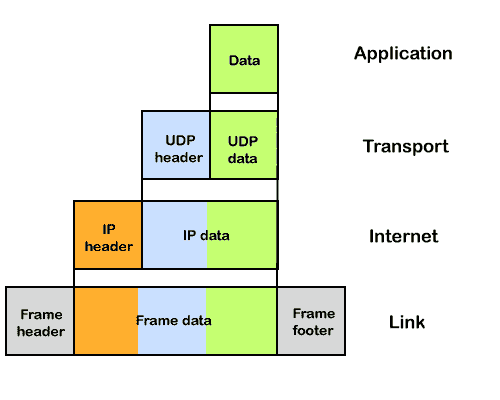 Data
Application
UDP
header
UDP
data
Transport
IP
header
IP data
Internet
Frame
header
Frame data
Frame
footer
Link